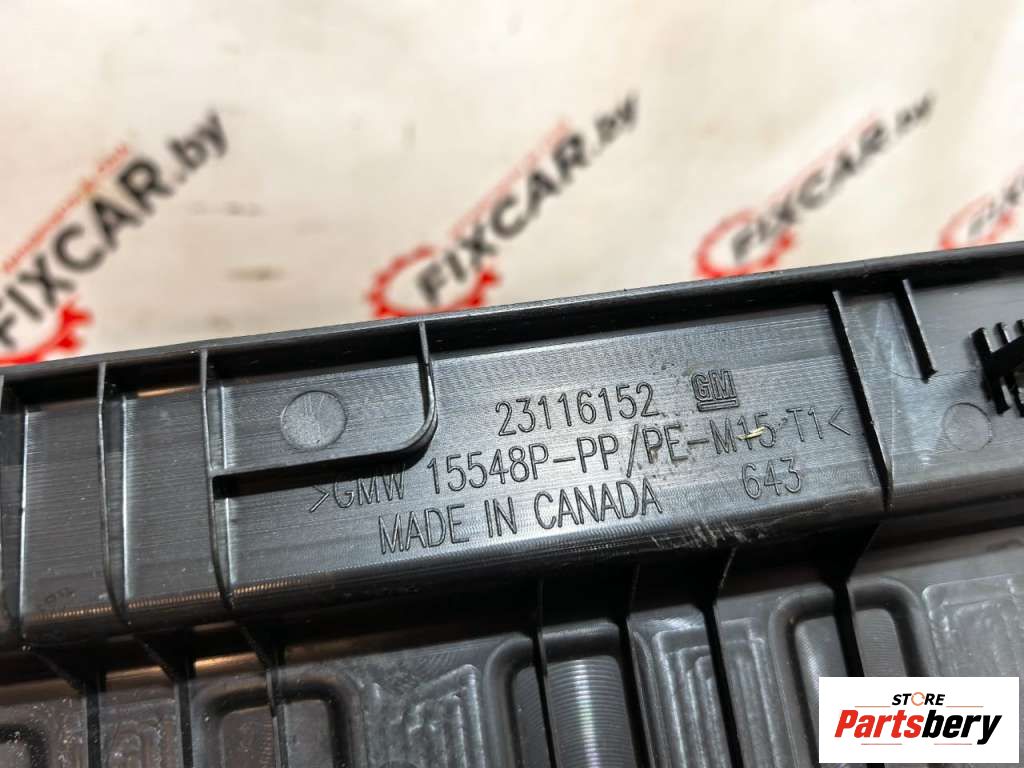 FIXCAR.by
FIXCAR.by
FIXCAR.by
23116152 GM
>GMW 15548P-PP/PE-M15 T1<
MADE IN CANADA 643
STORE
Partsbery